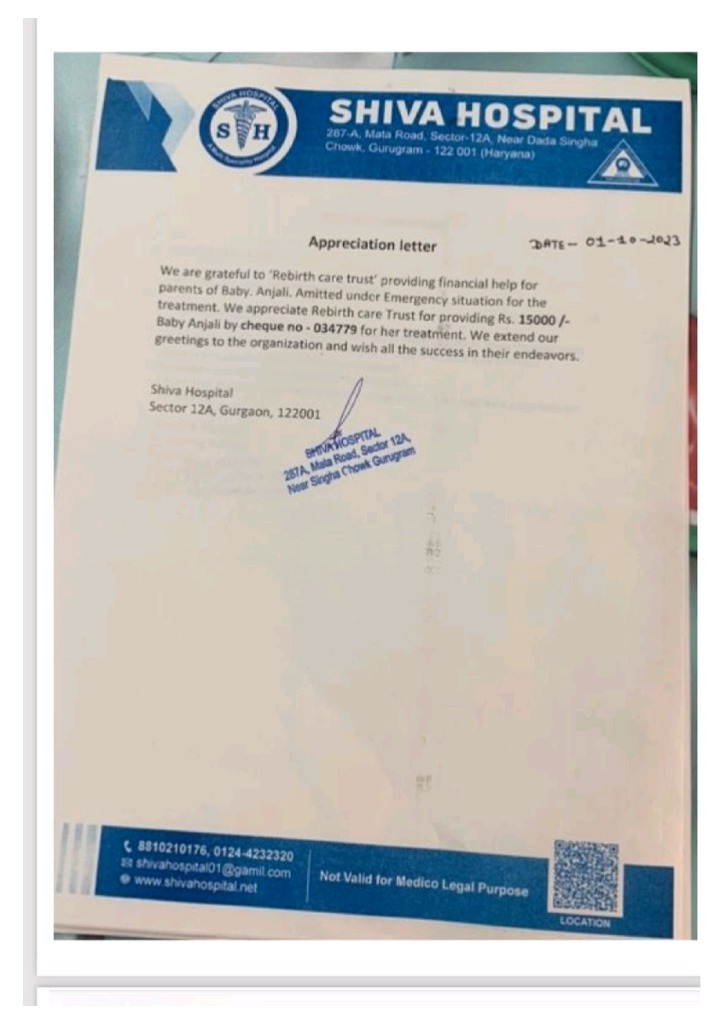 SHIVA HOSPITAL
S H
A Multi Speciality Hospital
SHIVA HOSPITAL
287-A, Mata Road, Sector-12A, Near Dada Singha
Chowk, Gurugram - 122 001 (Haryana)
Appreciation letter
DATE - 01-10-2023
We are grateful to 'Rebirth care trust' providing financial help for
parents of Baby. Anjali. Amitted under Emergency situation for the
treatment. We appreciate Rebirth care Trust for providing Rs. 15000 /-
Baby Anjali by cheque no - 034779 for her treatment. We extend our
greetings to the organization and wish all the success in their endeavors.
Shiva Hospital
Sector 12A, Gurgaon, 122001
SHIVA HOSPITAL
287A, Mata Road, Sector 12A,
Near Singha Chowk Gurugram
8810210176, 0124-4232320
shivahospital01@gamil.com
www.shivahospital.net
Not Valid for Medico Legal Purpose
LOCATION